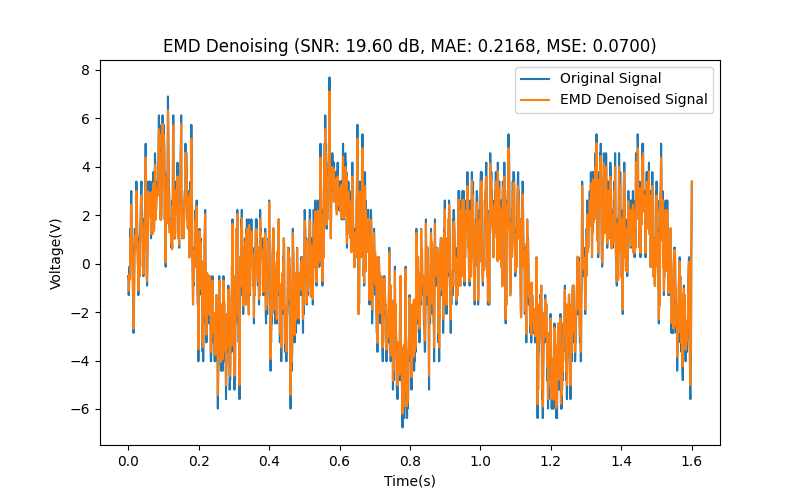 EMD Denoising (SNR: 19.60 dB, MAE: 0.2168, MSE: 0.0700)
Original Signal
EMD Denoised Signal
Voltage(V)
8
6
4
2
0
−2
−4
−6
0.0 0.2 0.4 0.6 0.8 1.0 1.2 1.4 1.6
Time(s)